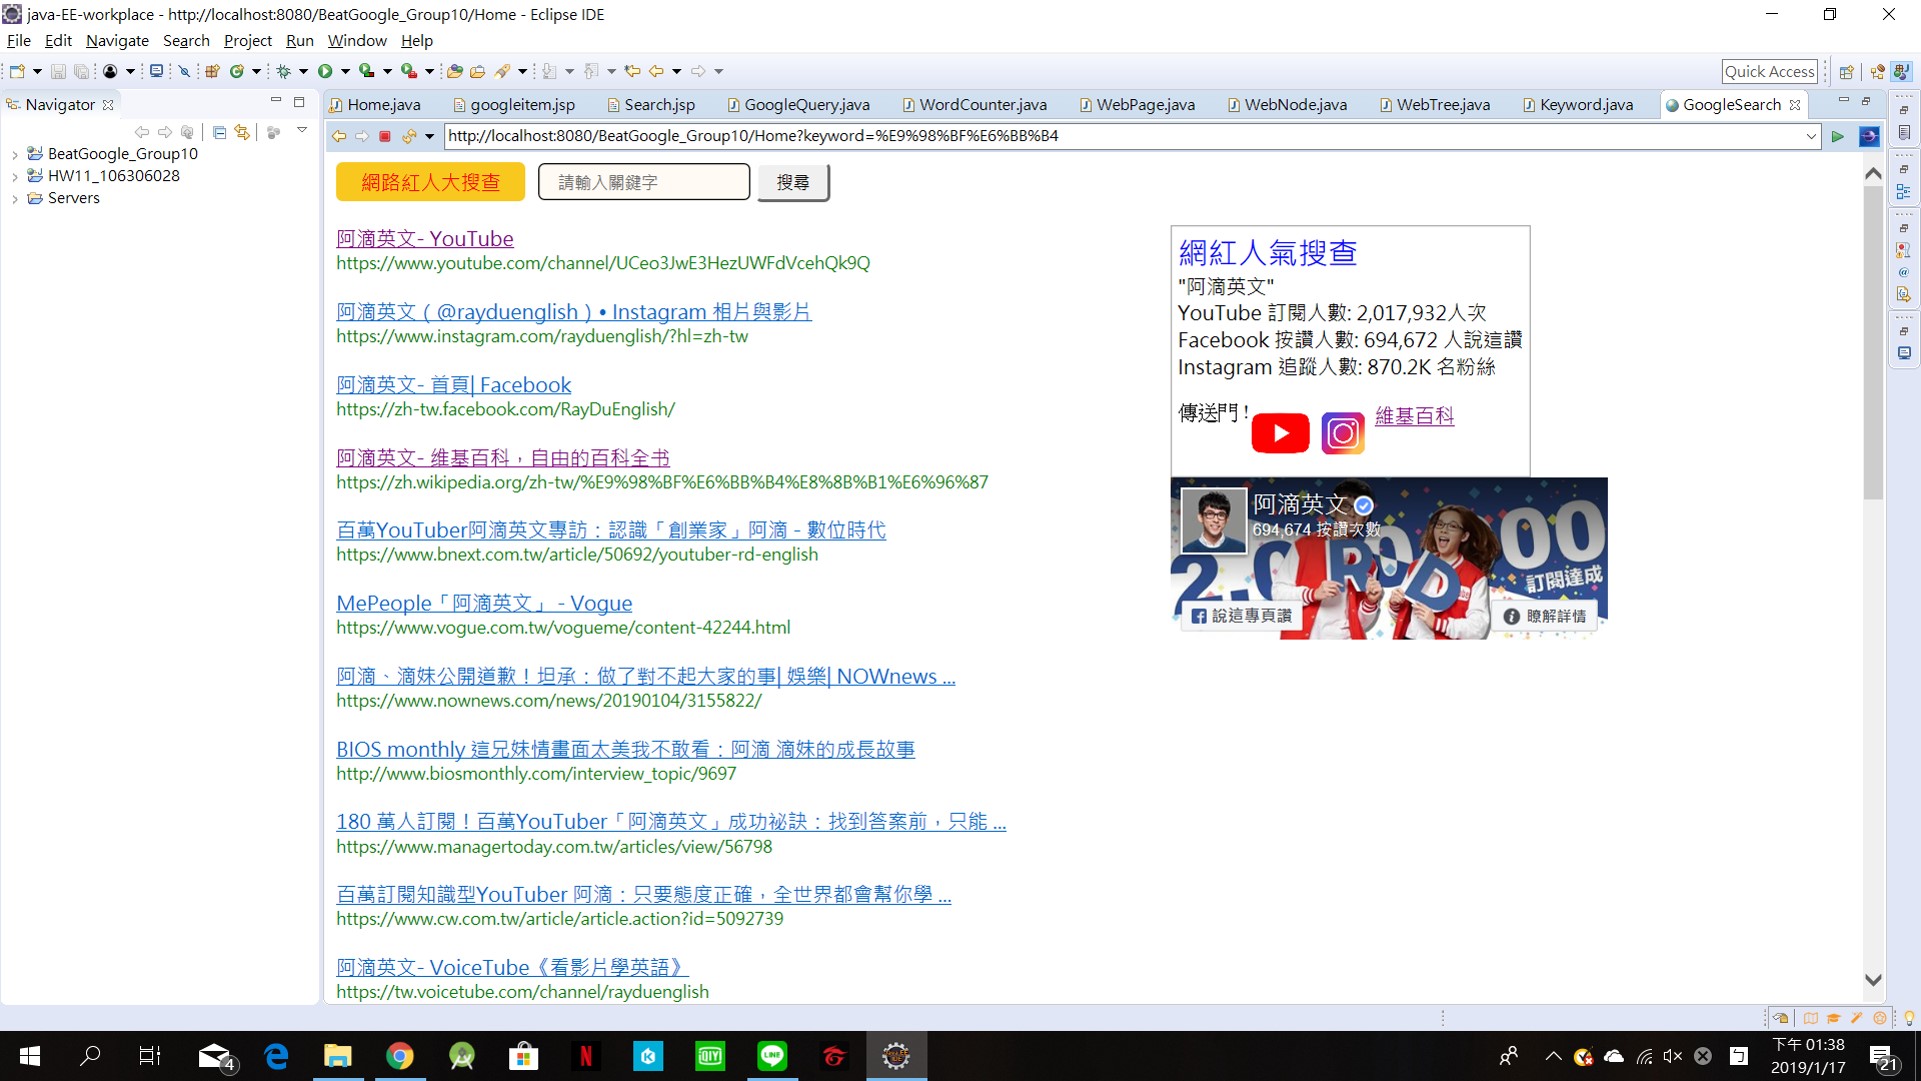 java-EE-workplace - http://localhost:8080/BeatGoogle_Group10/Home - Eclipse IDE
File Edit Navigate Search Project Run Window Help
Quick Access
Navigator
Home.java googleitem.jsp Search.jsp GoogleQuery.java WordCounter.java WebPage.java WebNode.java WebTree.java Keyword.java GoogleSearch
http://localhost:8080/BeatGoogle_Group10/Home?keyword=%E9%98%BF%E6%BB%B4
BeatGoogle_Group10
HW11_106306028
Servers
網路紅人大搜查 請輸入關鍵字 搜尋
阿滴英文- YouTube
https://www.youtube.com/channel/UCeo3JwE3HezUWFdVcehQk9Q
阿滴英文（@rayduenglish）• Instagram 相片與影片
https://www.instagram.com/rayduenglish/?hl=zh-tw
阿滴英文- 首頁| Facebook
https://zh-tw.facebook.com/RayDuEnglish/
阿滴英文- 維基百科，自由的百科全书
https://zh.wikipedia.org/zh-tw/%E9%98%BF%E6%BB%B4%E8%8B%B1%E6%96%87
百萬YouTuber阿滴英文專訪：認識「創業家」阿滴 - 數位時代
https://www.bnext.com.tw/article/50692/youtuber-rd-english
MePeople「阿滴英文」 - Vogue
https://www.vogue.com.tw/vogueme/content-42244.html
阿滴、滴妹公開道歉！坦承：做了對不起大家的事| 娛樂| NOWnews ...
https://www.nownews.com/news/20190104/3155822/
BIOS monthly 這兄妹情畫面太美我不敢看：阿滴 滴妹的成長故事
http://www.biosmonthly.com/interview_topic/9697
180 萬人訂閱！百萬YouTuber「阿滴英文」成功祕訣：找到答案前，只能 ...
https://www.managertoday.com.tw/articles/view/56798
百萬訂閱知識型YouTuber 阿滴：只要態度正確，全世界都會幫你學 ...
https://www.cw.com.tw/article/article.action?id=5092739
阿滴英文- VoiceTube《看影片學英語》
https://tw.voicetube.com/channel/rayduenglish
網紅人氣搜查
"阿滴英文"
YouTube 訂閱人數: 2,017,932人次
Facebook 按讚人數: 694,672 人說這讚
Instagram 追蹤人數: 870.2K 名粉絲
傳送門！ 維基百科
阿滴英文
694,674 按讚次數
R D
訂閱達成
說這專頁讚 瞭解詳情
下午 01:38
2019/1/17
4
21